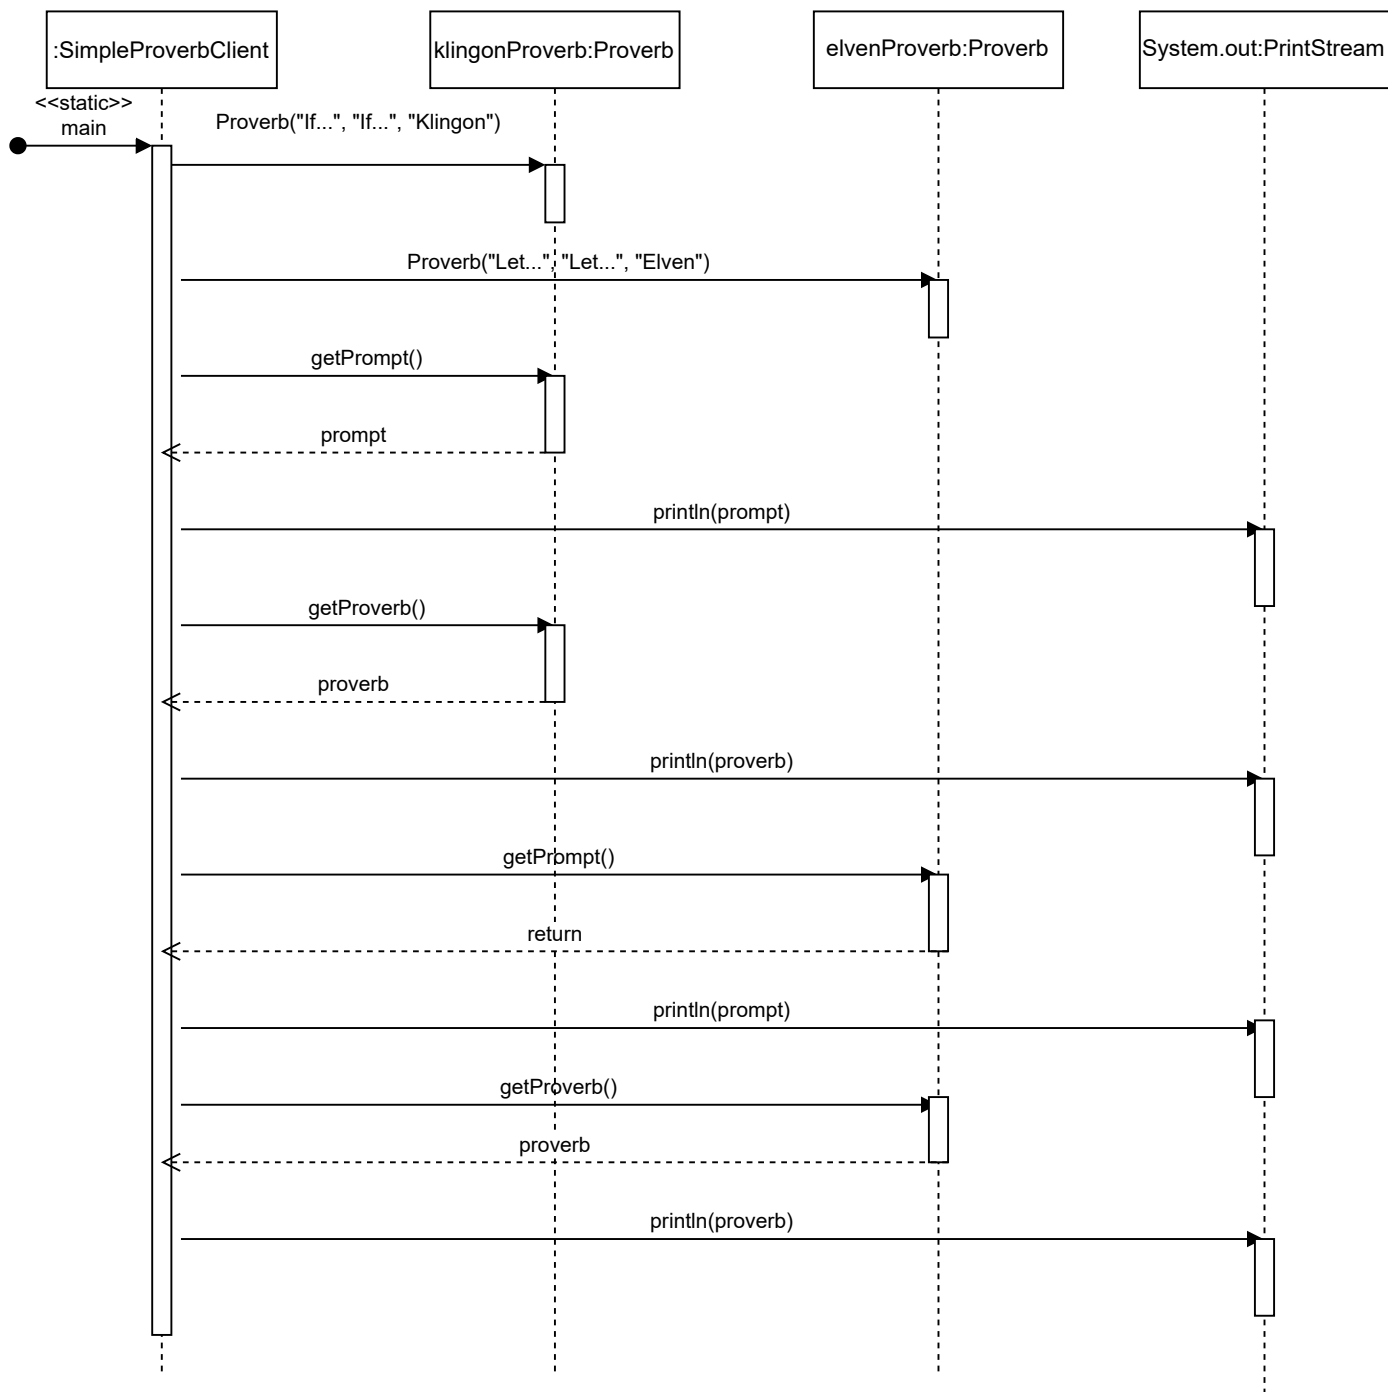 :SimpleProverbClient
klingonProverb:Proverb
elvenProverb:Proverb
System.out:PrintStream
<<static>>
main
Proverb("If...", "If...", "Klingon")
Proverb("Let...", "Let...", "Elven")
getPrompt()
prompt
println(prompt)
getProverb()
proverb
println(proverb)
getPrompt()
return
println(prompt)
getProverb()
proverb
println(proverb)